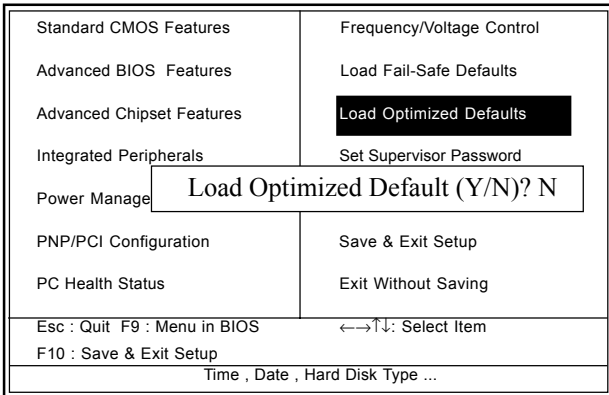 Standard CMOS Features
Frequency/Voltage Control
Advanced BIOS Features
Load Fail-Safe Defaults
Advanced Chipset Features
Load Optimized Defaults
Integrated Peripherals
Set Supervisor Password
Power Manage
Load Optimized Default (Y/N)? N
PNP/PCI Configuration
Save & Exit Setup
PC Health Status
Exit Without Saving
Esc : Quit F9 : Menu in BIOS
←→↑↓: Select Item
F10 : Save & Exit Setup
Time , Date , Hard Disk Type ...